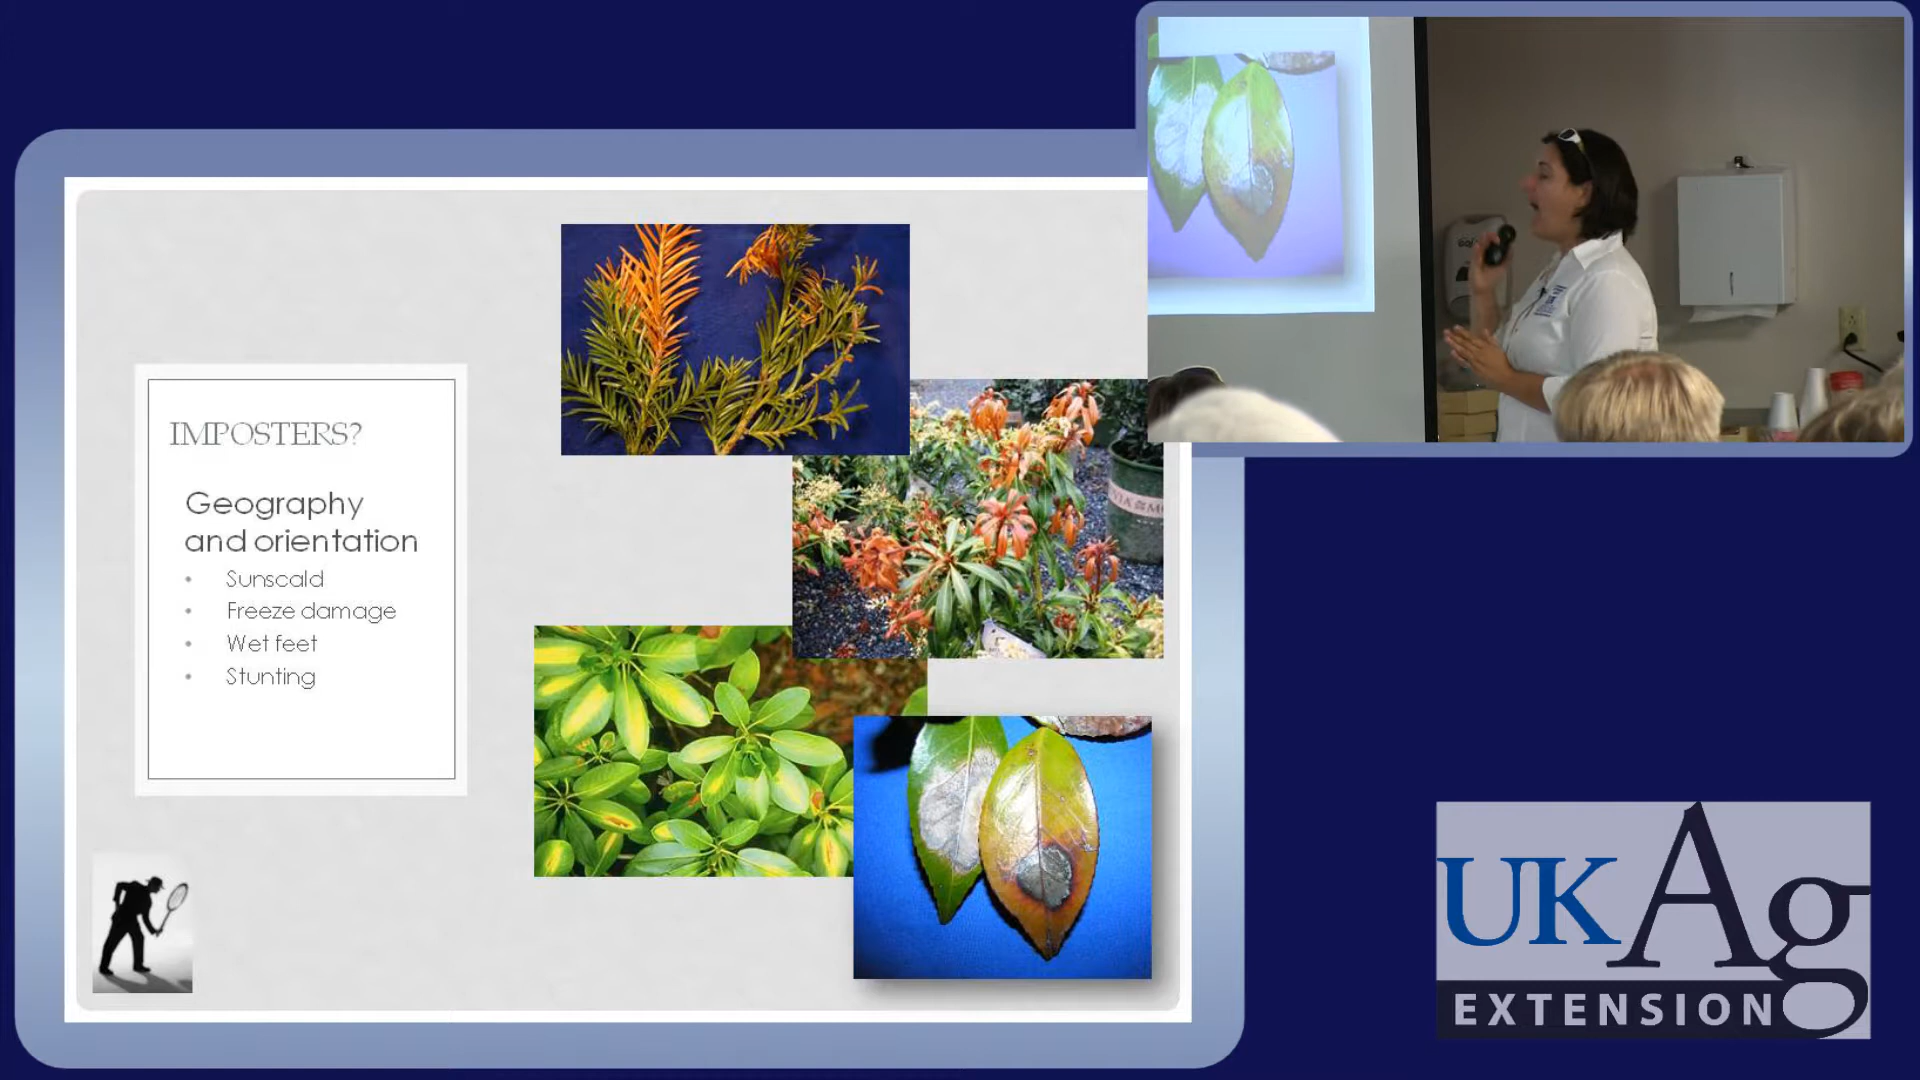 IMPOSTERS?
Geography
and orientation
• Sunscald
• Freeze damage
• Wet feet
• Stunting
UKAg
EXTENSION